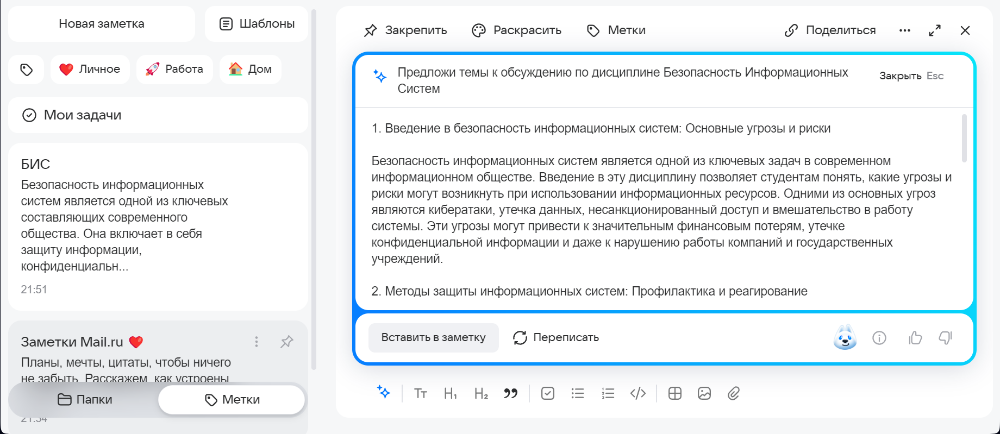 Новая заметка
Шаблоны
Личное
Работа
Дом
Мои задачи
БИС
Безопасность информационных
систем является одной из ключевых
составляющих современного
общества. Она включает в себя
защиту информации,
конфиденциальн...
21:51
Заметки Mail.ru
Планы, мечты, цитаты, чтобы ничего
не забыть. Расскажем, как устроены
Папки
Метки
21:34
Закрепить
Раскрасить
Метки
Поделиться
Предложи темы к обсуждению по дисциплине Безопасность Информационных
Систем
Закрыть Esc
1. Введение в безопасность информационных систем: Основные угрозы и риски
Безопасность информационных систем является одной из ключевых задач в современном
информационном обществе. Введение в эту дисциплину позволяет студентам понять, какие угрозы и
риски могут возникнуть при использовании информационных ресурсов. Одними из основных угроз
являются кибератаки, утечка данных, несанкционированный доступ и вмешательство в работу
системы. Эти угрозы могут привести к значительным финансовым потерям, утечке
конфиденциальной информации и даже к нарушению работы компаний и государственных
учреждений.
2. Методы защиты информационных систем: Профилактика и реагирование
Вставить в заметку
Переписать
Тт
H1
H2